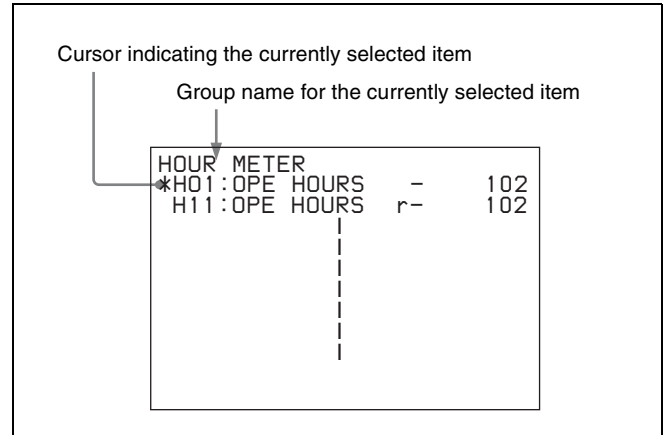 Cursor indicating the currently selected item
Group name for the currently selected item
HOUR METER
*H01:OPE HOURS - 102
H11:OPE HOURS r- 102